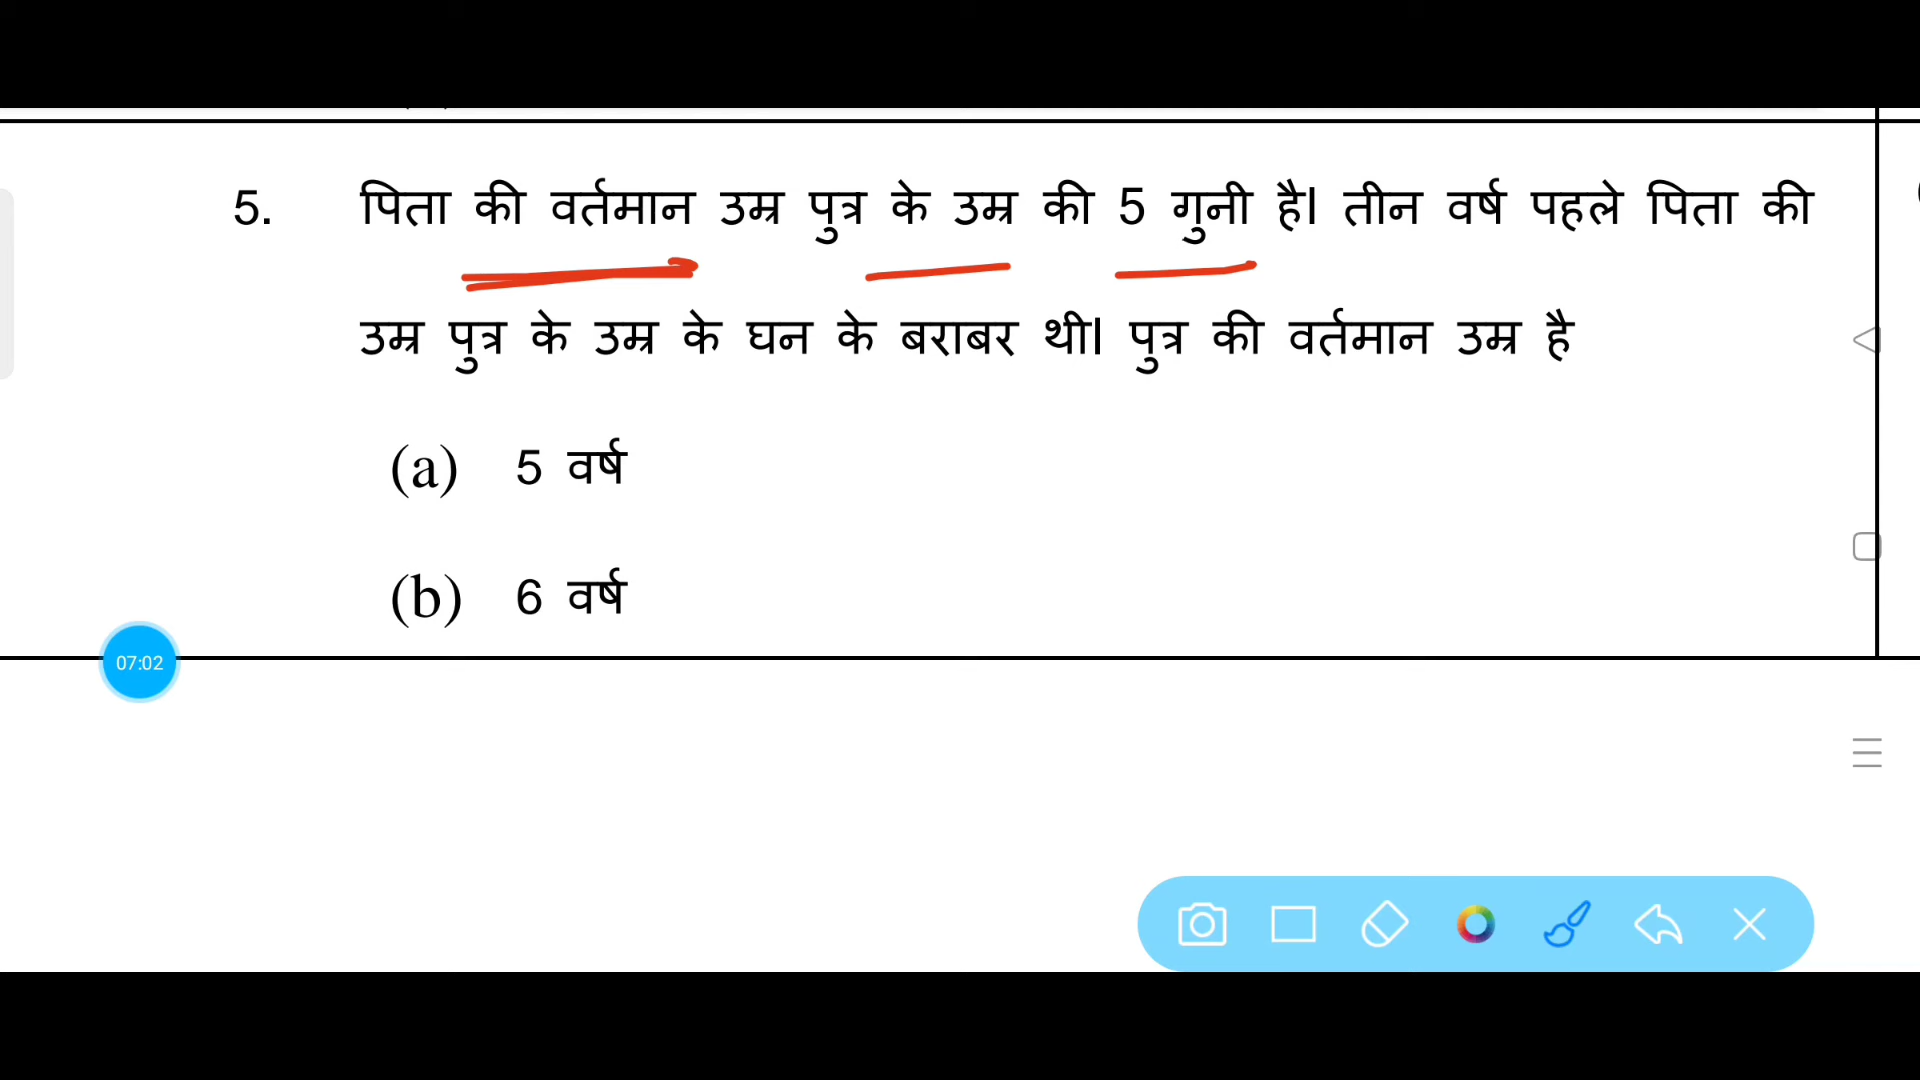 5. पिता की वर्तमान उम्र पुत्र के उम्र की 5 गुनी है। तीन वर्ष पहले पिता की
उम्र पुत्र के उम्र के घन के बराबर थी। पुत्र की वर्तमान उम्र है
(a) 5 वर्ष
(b) 6 वर्ष
07:02